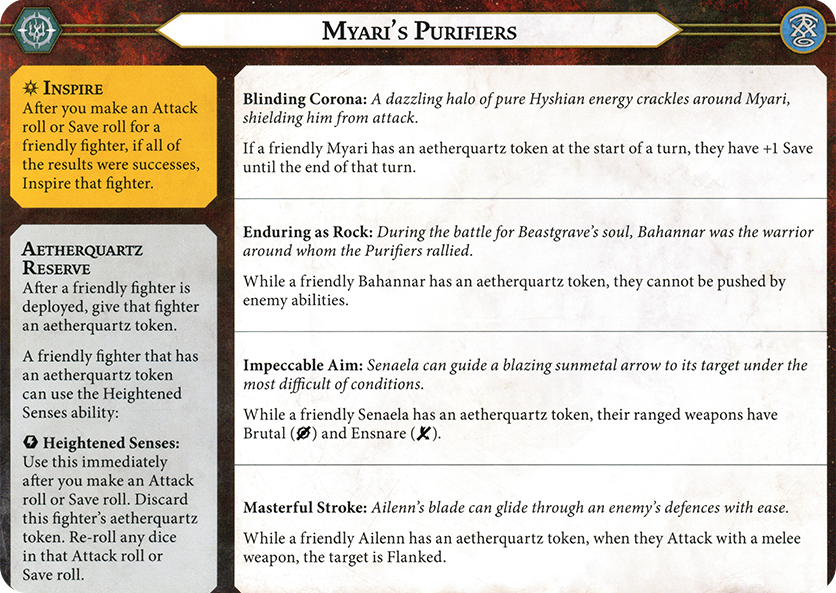 Myari's Purifiers
Inspire
After you make an Attack
roll or Save roll for a
friendly fighter, if all of
the results were successes,
Inspire that fighter.
Aetherquartz
Reserve
After a friendly fighter is
deployed, give that fighter
an aetherquartz token.
A friendly fighter that has
an aetherquartz token
can use the Heightened
Senses ability:
Heightened Senses:
Use this immediately
after you make an Attack
roll or Save roll. Discard
this fighter's aetherquartz
token. Re-roll any dice
in that Attack roll or
Save roll.
Blinding Corona: A dazzling halo of pure Hyshian energy crackles around Myari,
shielding him from attack.
If a friendly Myari has an aetherquartz token at the start of a turn, they have +1 Save
until the end of that turn.
Enduring as Rock: During the battle for Beastgrave's soul, Bahannar was the warrior
around whom the Purifiers rallied.
While a friendly Bahannar has an aetherquartz token, they cannot be pushed by
enemy abilities.
Impeccable Aim: Senaela can guide a blazing sunmetal arrow to its target under the
most difficult of conditions.
While a friendly Senaela has an aetherquartz token, their ranged weapons have
Brutal () and Ensnare ().
Masterful Stroke: Ailenn's blade can glide through an enemy's defences with ease.
While a friendly Ailenn has an aetherquartz token, when they Attack with a melee
weapon, the target is Flanked.